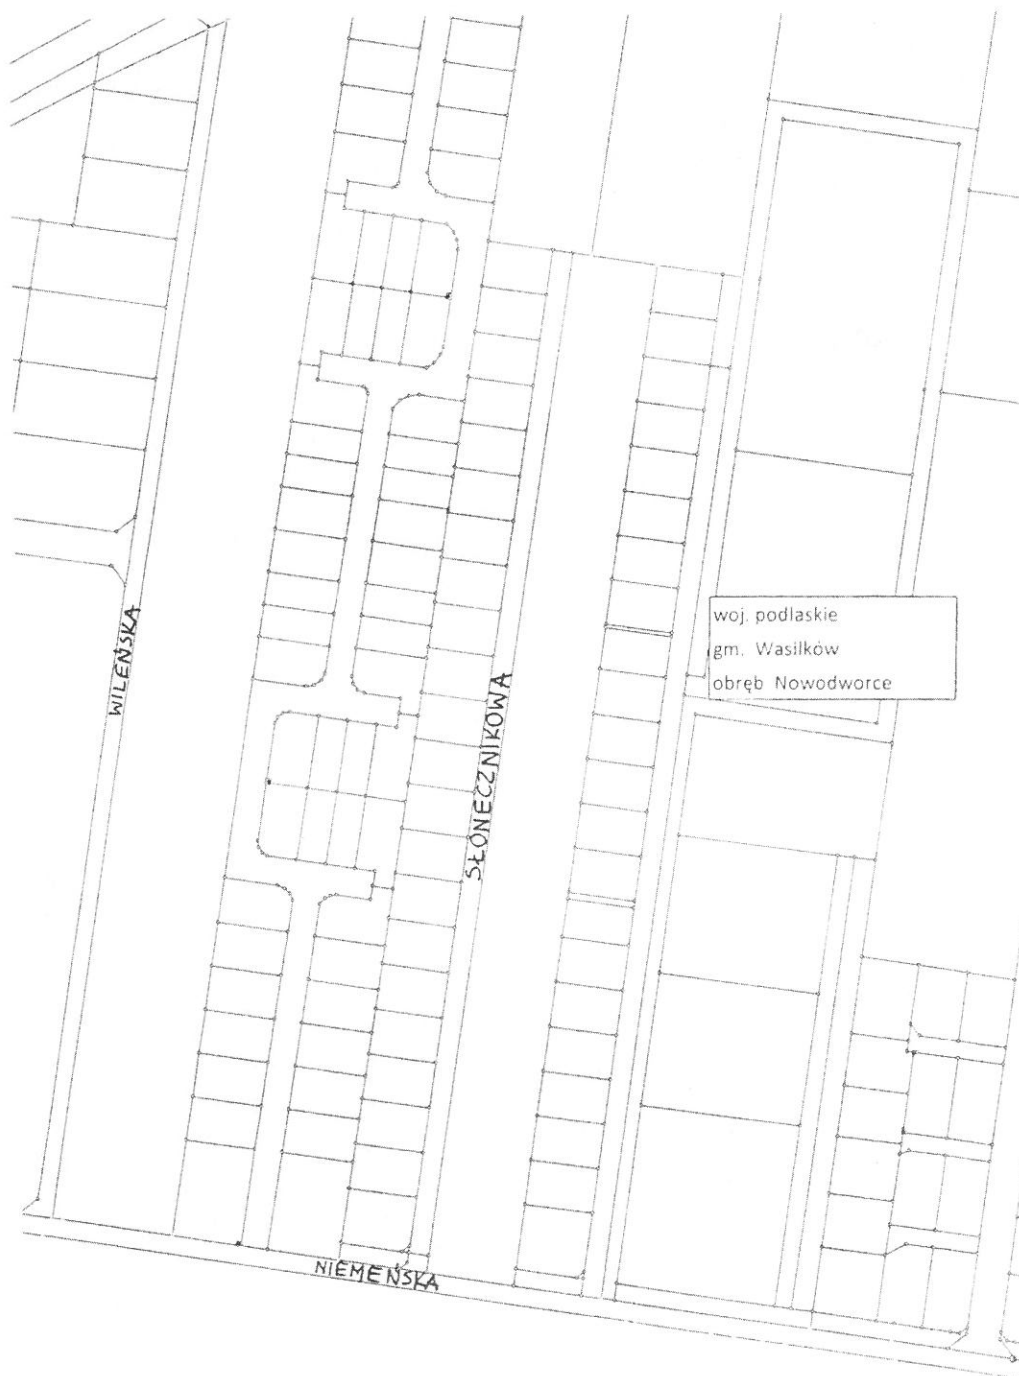 woj. podlaskie
gm. Wasilków
obręb Nowodworce
WILEŃSKA
SŁONECZNIKOWA
NIEMEŃSKA